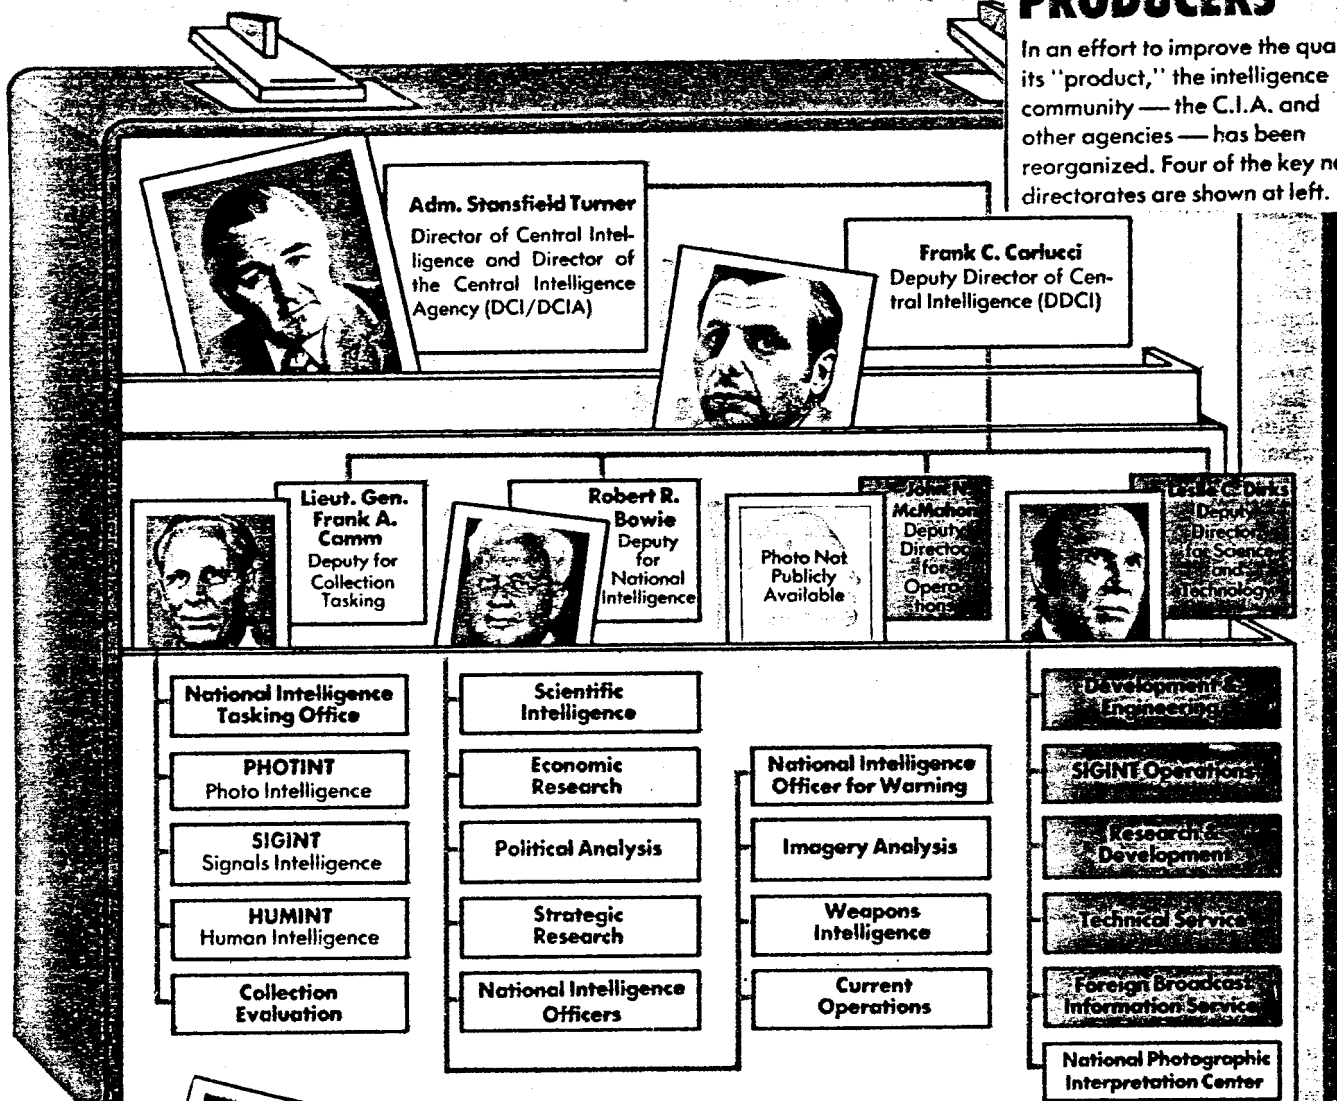 PRODUCERS
In an effort to improve the qua
its "product," the intelligence
community — the C.I.A. and
other agencies — has been
reorganized. Four of the key ne
directorates are shown at left.
Adm. Stansfield Turner
Director of Central Intel-
ligence and Director of
the Central Intelligence
Agency (DCI/DCIA)
Frank C. Carlucci
Deputy Director of Cen-
tral Intelligence (DDCI)
Lieut. Gen.
Frank A.
Camm
Deputy for
Collection
Tasking
Robert R.
Bowie
Deputy
for
National
Intelligence
Photo Not
Publicly
Available
John N.
McMahon
Deputy
Director
for
Opera-
tions
Leslie C. Dirks
Deputy
Director
for Science
and
Technology
National Intelligence
Tasking Office
PHOTINT
Photo Intelligence
SIGINT
Signals Intelligence
HUMINT
Human Intelligence
Collection
Evaluation
Scientific
Intelligence
Economic
Research
Political Analysis
Strategic
Research
National Intelligence
Officers
National Intelligence
Officer for Warning
Imagery Analysis
Weapons
Intelligence
Current
Operations
Development &
Engineering
SIGINT Operations
Research &
Development
Technical Service
Foreign Broadcast
Information Service
National Photographic
Interpretation Center